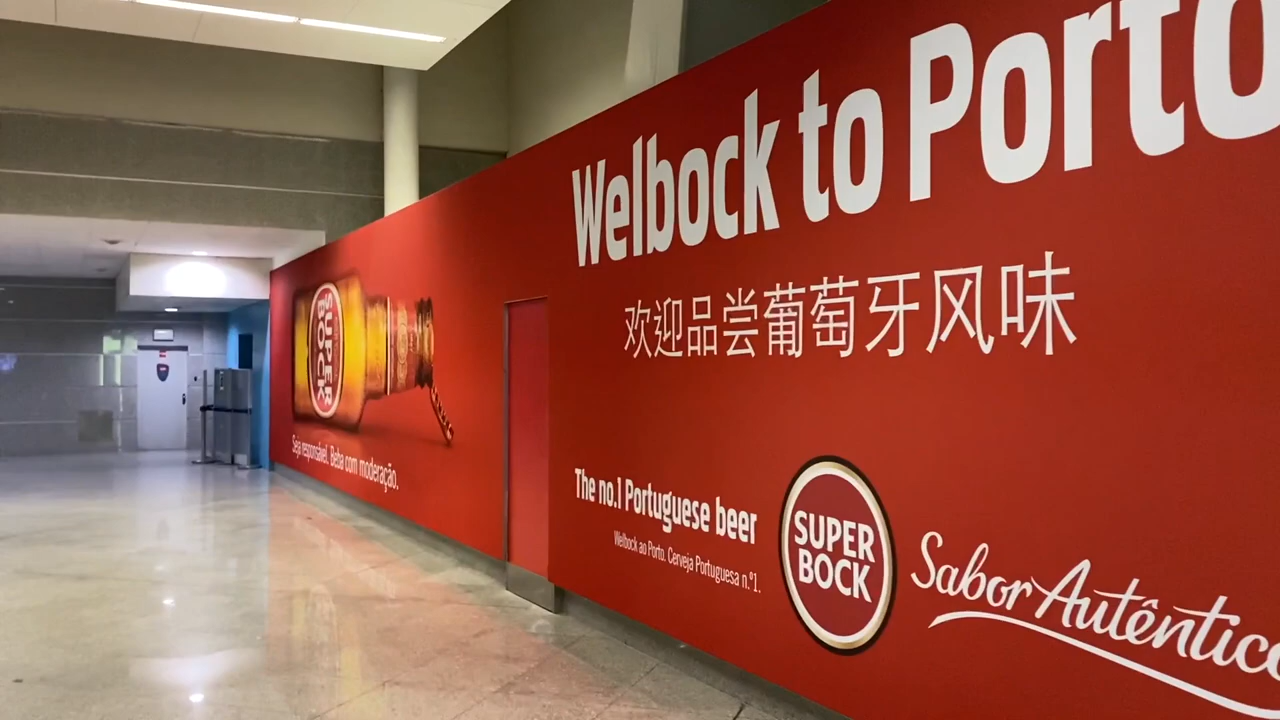 Welbock to Porto
欢迎品尝葡萄牙风味
SUPER
BOCK
Seja responsável. Beba com moderação.
The no.1 Portuguese beer
Welbock ao Porto. Cerveja Portuguesa n.º1.
SUPER
BOCK
Sabor Autêntico